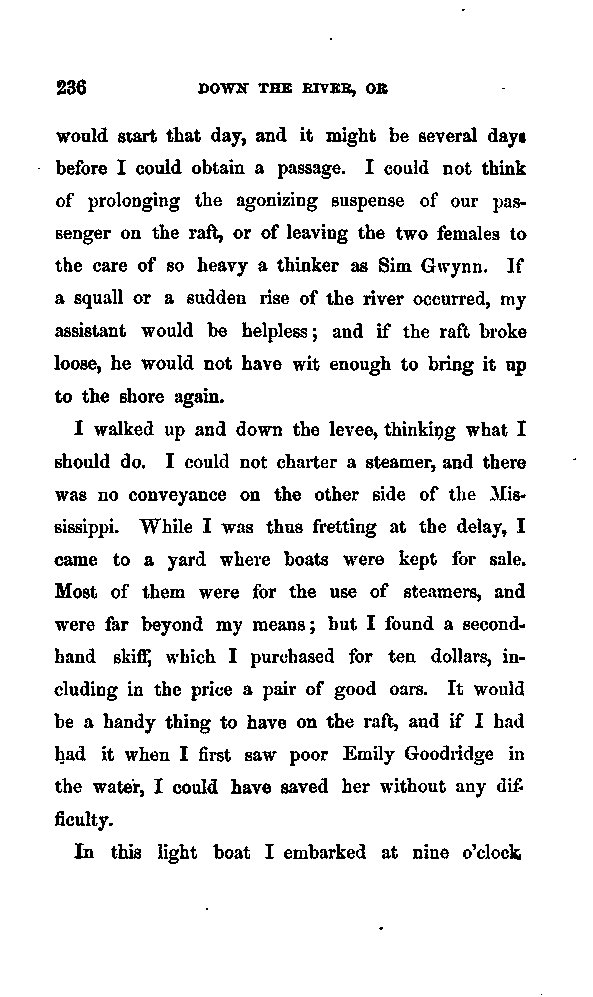 236 DOWN THE RIVER, OR
would start that day, and it might be several days
before I could obtain a passage. I could not think
of prolonging the agonizing suspense of our pas-
senger on the raft, or of leaving the two females to
the care of so heavy a thinker as Sim Gwynn. If
a squall or a sudden rise of the river occurred, my
assistant would be helpless; and if the raft broke
loose, he would not have wit enough to bring it up
to the shore again.
I walked up and down the levee, thinking what I
should do. I could not charter a steamer, and there
was no conveyance on the other side of the Mis-
sissippi. While I was thus fretting at the delay, I
came to a yard where boats were kept for sale.
Most of them were for the use of steamers, and
were far beyond my means; but I found a second-
hand skiff, which I purchased for ten dollars, in-
cluding in the price a pair of good oars. It would
be a handy thing to have on the raft, and if I had
had it when I first saw poor Emily Goodridge in
the water, I could have saved her without any dif-
ficulty.
In this light boat I embarked at nine o'clock,